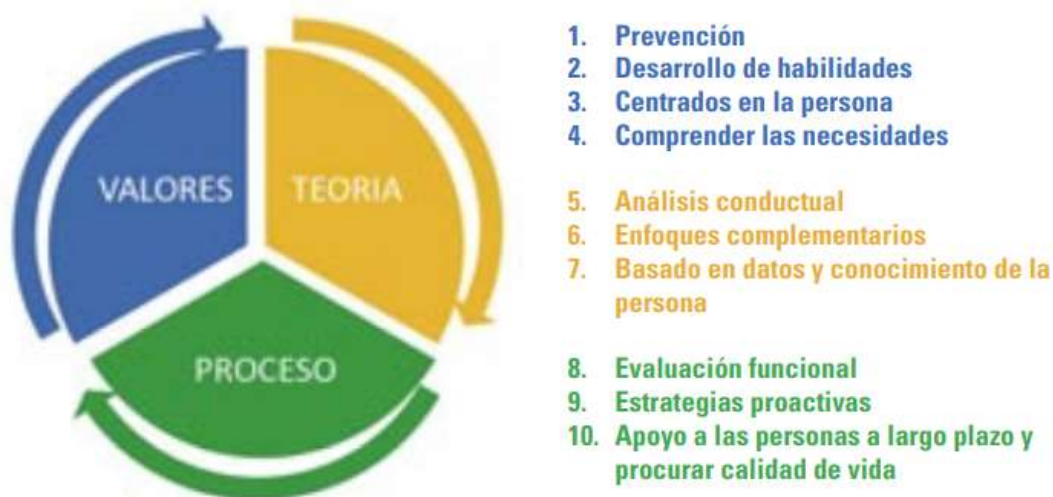 VALORES
TEORIA
PROCESO
1. Prevención
2. Desarrollo de habilidades
3. Centrados en la persona
4. Comprender las necesidades
5. Análisis conductual
6. Enfoques complementarios
7. Basado en datos y conocimiento de la
persona
8. Evaluación funcional
9. Estrategias proactivas
10. Apoyo a las personas a largo plazo y
procurar calidad de vida